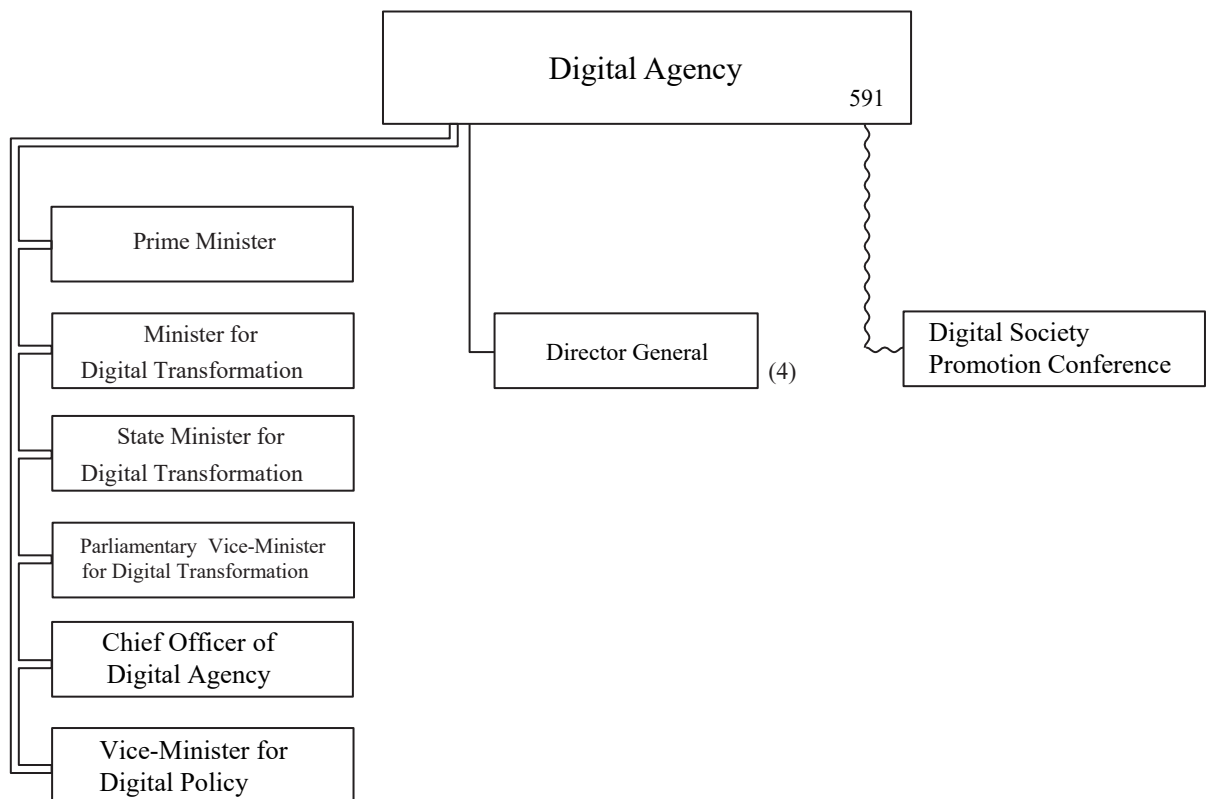 Digital Agency
591
Prime Minister
Minister for
Digital Transformation
State Minister for
Digital Transformation
Parliamentary Vice-Minister
for Digital Transformation
Chief Officer of
Digital Agency
Vice-Minister for
Digital Policy
Director General
(4)
Digital Society
Promotion Conference